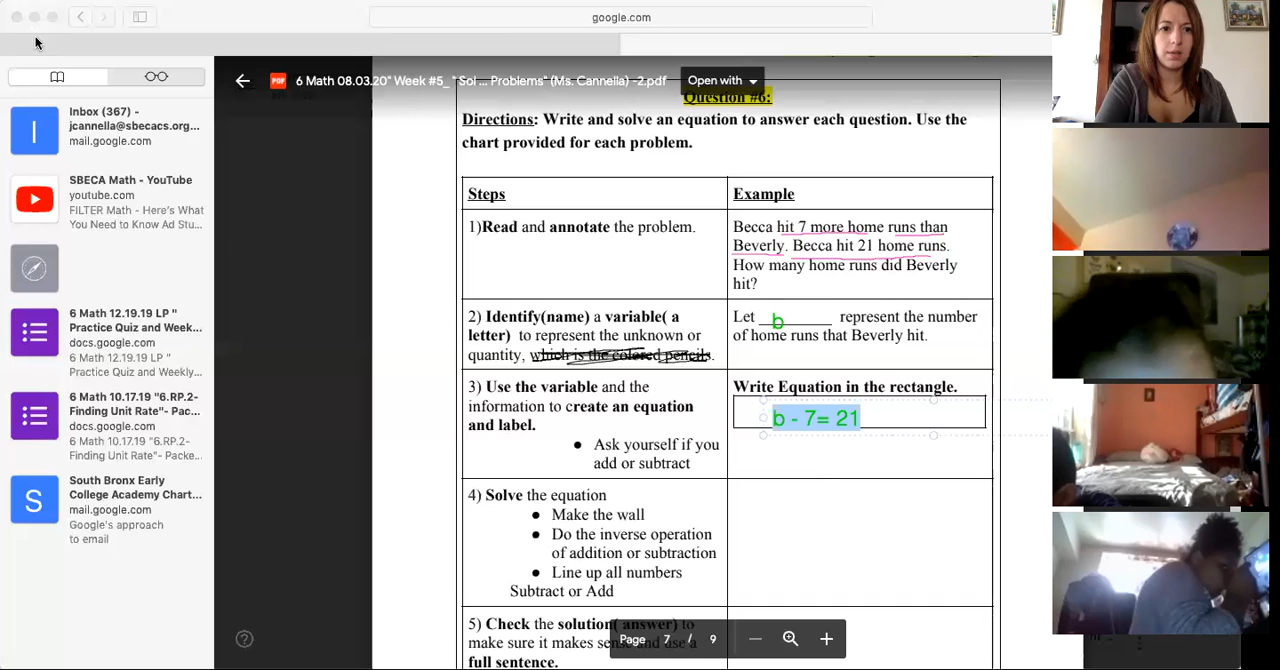 google.com
6 Math 08.03.20" Week #5_ " Sol ... Problems" (Ms. Cannella) -2.pdf
Open with
Inbox (367) -
jcannella@sbecacs.org...
mail.google.com
SBECA Math - YouTube
youtube.com
FILTER Math - Here's What
You Need to Know Ad Stu...
6 Math 12.19.19 LP "
Practice Quiz and Week...
docs.google.com
6 Math 12.19.19 LP "
Practice Quiz and Weekly...
6 Math 10.17.19 "6.RP.2-
Finding Unit Rate"- Pac...
docs.google.com
6 Math 10.17.19 "6.RP.2-
Finding Unit Rate"- Packe...
South Bronx Early
College Academy Chart...
mail.google.com
Google's approach
to email
Question #6:
Directions: Write and solve an equation to answer each question. Use the
chart provided for each problem.
Steps
Example
1)Read and annotate the problem.
Becca hit 7 more home runs than
Beverly. Becca hit 21 home runs.
How many home runs did Beverly
hit?
2) Identify(name) a variable( a
letter) to represent the unknown or
quantity, which is the colored pencils.
Let b represent the number
of home runs that Beverly hit.
3) Use the variable and the
information to create an equation
and label.
● Ask yourself if you
add or subtract
Write Equation in the rectangle.
b - 7= 21
4) Solve the equation
● Make the wall
● Do the inverse operation
of addition or subtraction
● Line up all numbers
Subtract or Add
5) Check the solution( answer) to
make sure it makes sense and use a
full sentence.
Page 7 / 9